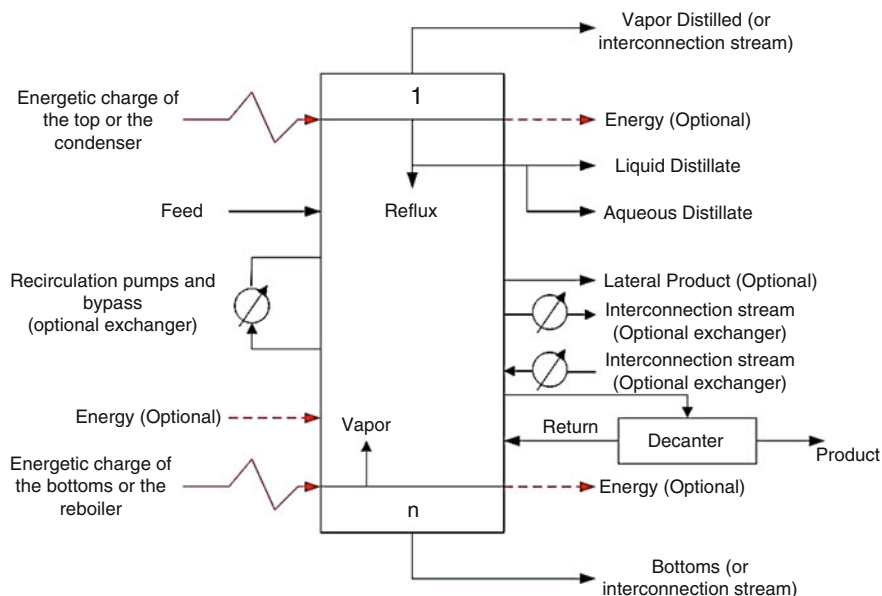 Vapor Distilled (or
interconnection stream)
1
Energetic charge of
the top or the
condenser
Energy (Optional)
Liquid Distillate
Feed
Reflux
Aqueous Distillate
Recirculation pumps and
bypass
(optional exchanger)
Lateral Product (Optional)
Interconnection stream
(Optional exchanger)
Interconnection stream
(Optional exchanger)
Energy (Optional)
Vapor
Return
Decanter
Product
Energetic charge of
the bottoms or the
reboiler
Energy (Optional)
n
Bottoms (or
interconnection stream)